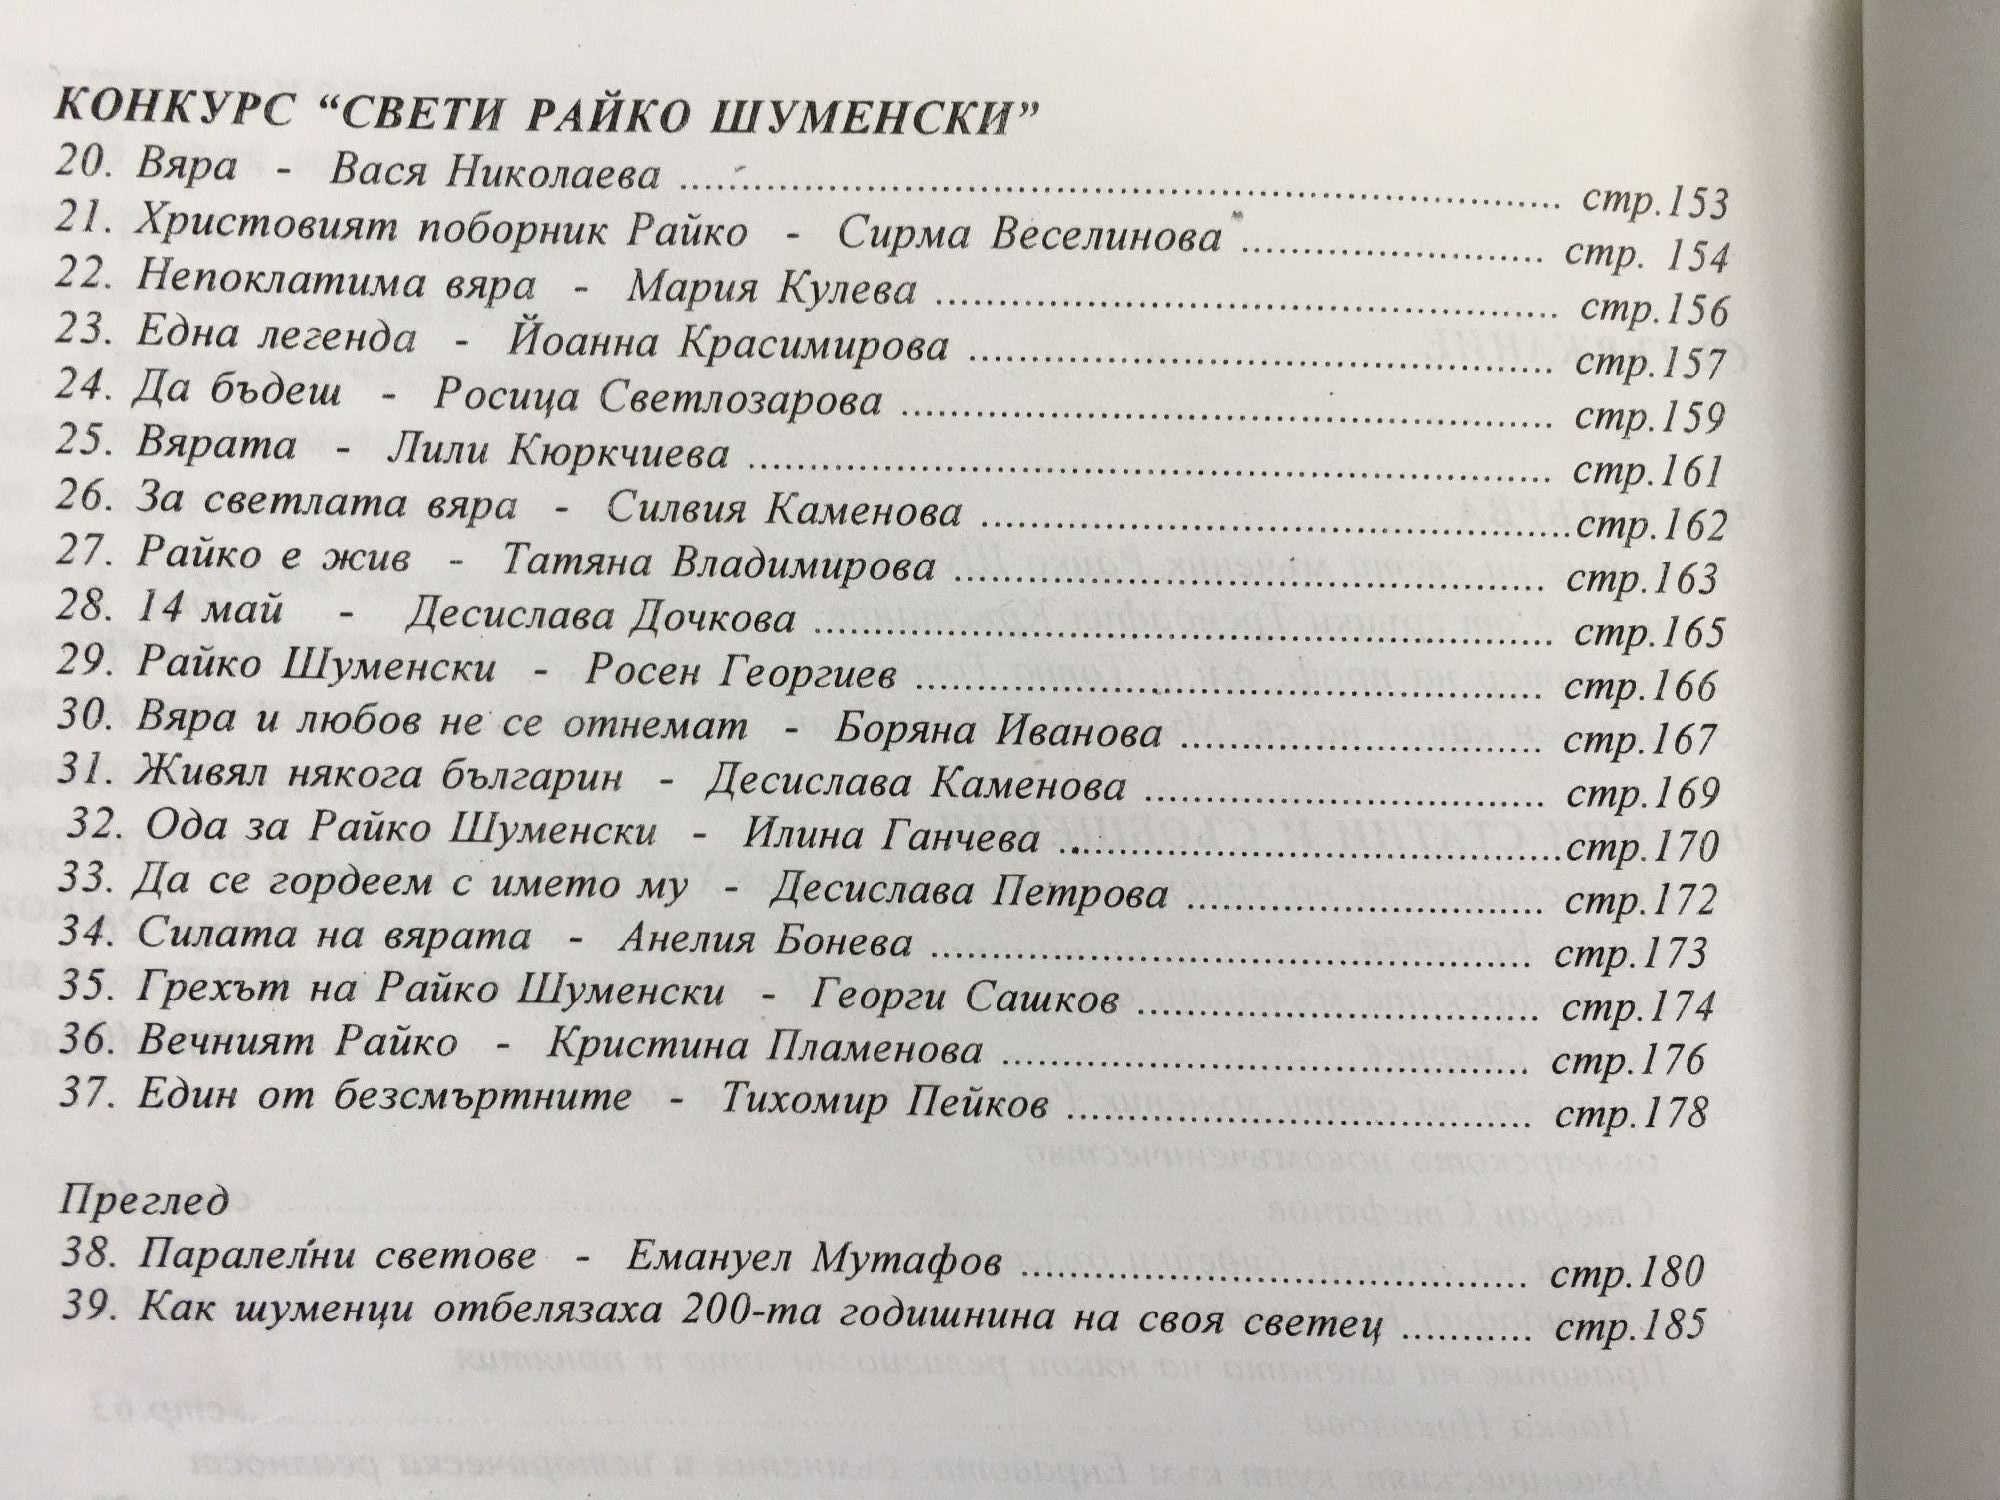 КОНКУРС “СВЕТИ РАЙКО ШУМЕНСКИ”
20. Вяра - Вася Николаева ........ стр.153
21. Христовият поборник Райко - Сирма Веселинова ........ стр. 154
22. Непоклатима вяра - Мария Кулева ........ стр.156
23. Една легенда - Йоанна Красимирова ........ стр.157
24. Да бъдеш - Росица Светлозарова ........ стр.159
25. Вярата - Лили Кюркчиева ........ стр.161
26. За светлата вяра - Силвия Каменова ........стр.162
27. Райко е жив - Татяна Владимирова ........ стр.163
28. 14 май - Десислава Дочкова ........ стр.165
29. Райко Шуменски - Росен Георгиев ........ стр.166
30. Вяра и любов не се отнемат - Боряна Иванова ........ стр.167
31. Живял някога българин - Десислава Каменова ........ стр.169
32. Ода за Райко Шуменски - Илина Ганчева ........стр.170
33. Да се гордеем с името му - Десислава Петрова ........ стр.172
34. Силата на вярата - Анелия Бонева ........ стр.173
35. Грехът на Райко Шуменски - Георги Сашков ........ стр.174
36. Вечният Райко - Кристина Пламенова ........ стр.176
37. Един от безсмъртните - Тихомир Пейков ........ стр.178
Преглед
38. Паралелни светове - Емануел Мутафов ........ стр.180
39. Как шуменци отбелязаха 200-та годишнина на своя светец ........ стр.185